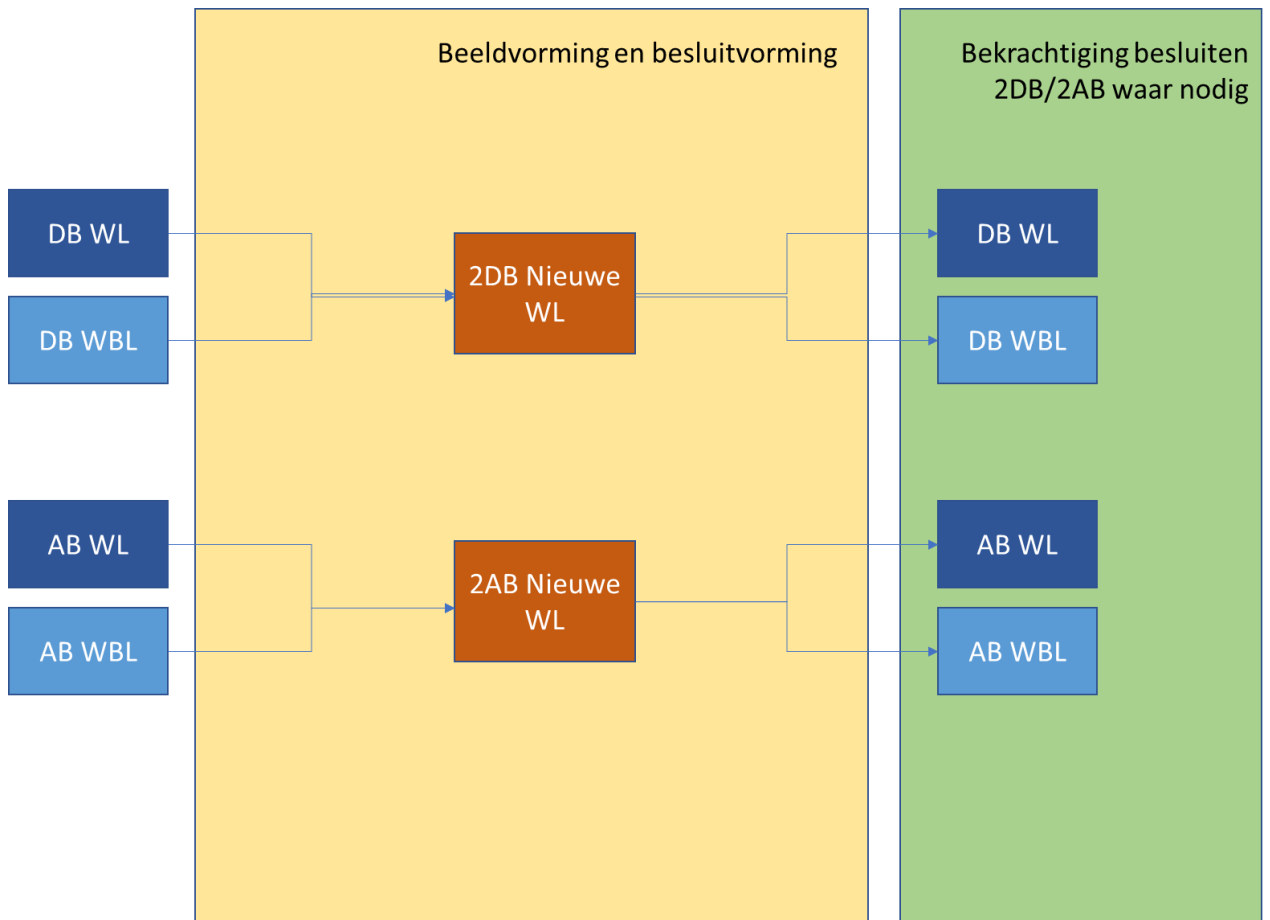 Beeldvorming en besluitvorming
Bekrachtiging besluiten
2DB/2AB waar nodig
DB WL
DB WBL
2DB Nieuwe
WL
DB WL
DB WBL
AB WL
AB WBL
2AB Nieuwe
WL
AB WL
AB WBL